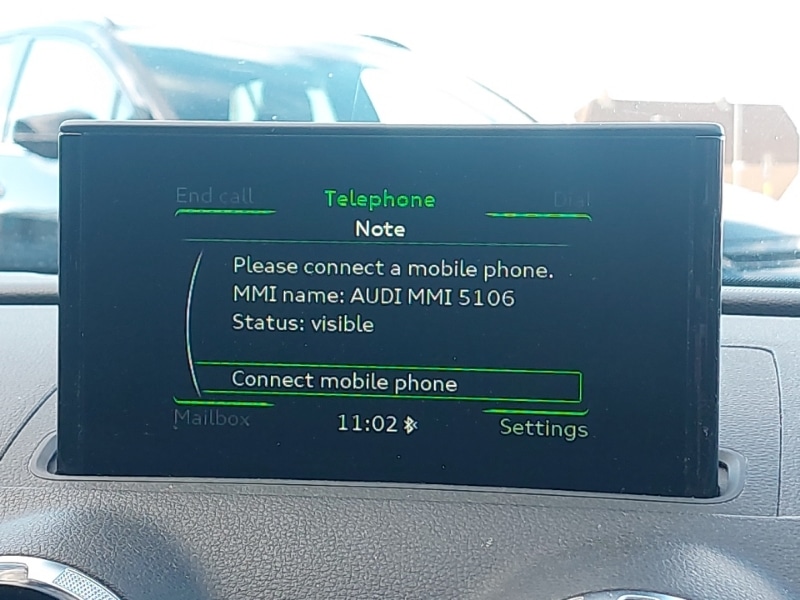 End call Telephone Dial
Note
Please connect a mobile phone.
MMI name: AUDI MMI 5106
Status: visible
Connect mobile phone
Mailbox 11:02 Settings